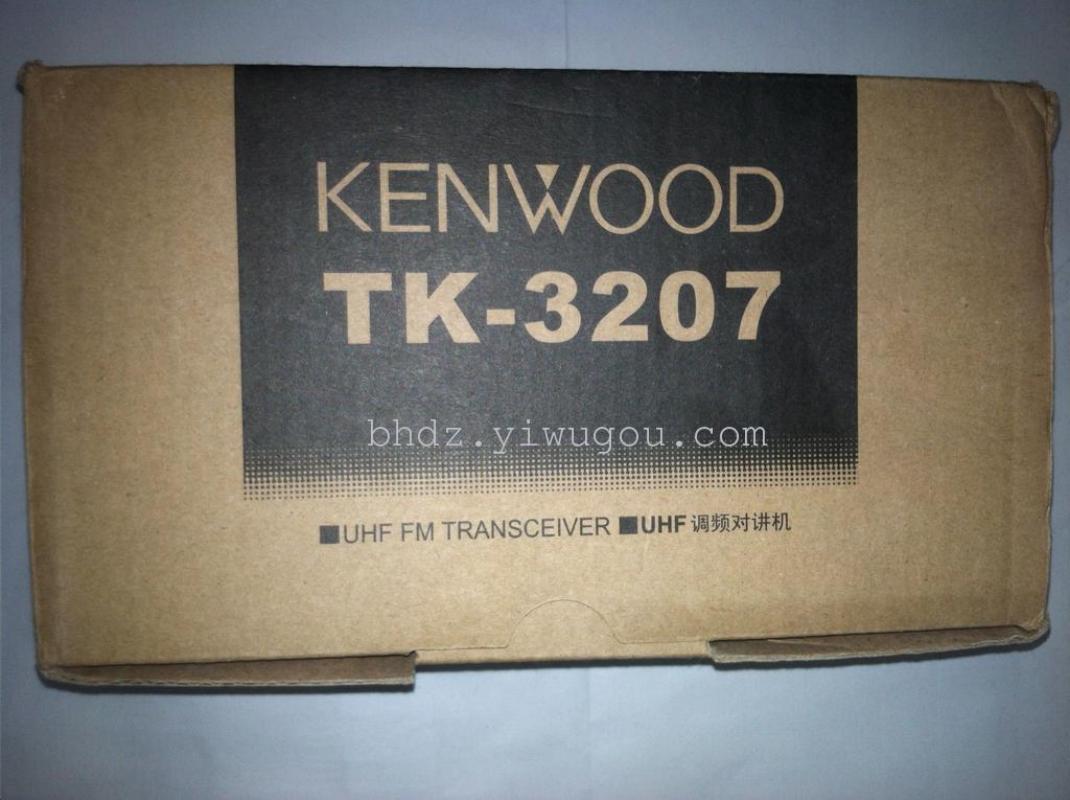 KENWOOD
TK-3207
bhdz.yiwugou.com
■UHF FM TRANSCEIVER ■UHF 调频对讲机